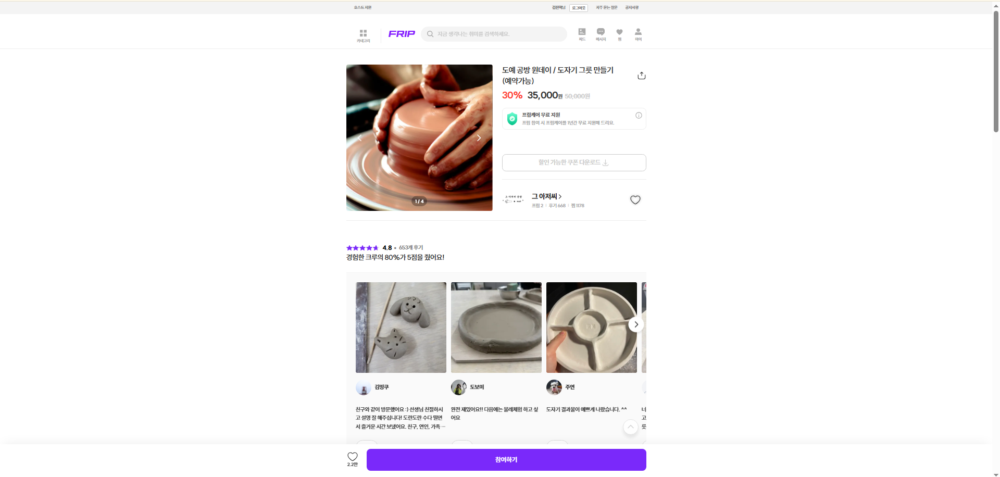 호스트 지원
김진혁님
로그아웃
자주 묻는 질문
공지사항
카테고리
FRIP
지금 생각나는 취미를 검색하세요.
피드
메시지
찜
마이
도예 공방 원데이 / 도자기 그릇 만들기
(예약가능)
30% 35,000원 50,000원
프립케어 무료 지원
프립 참여 시 프립케어를 1년간 무료 지원해 드리요.
할인 가능한 쿠폰 다운로드
1 / 4
그 아저씨
프립 2 | 후기 668 | 찜 1178
4.8 • 653개 후기
경험한 크루의 80%가 5점을 줬어요!
김밍쿠
도보미
주연
친구와 같이 방문했어요 :) 선생님 친절하시
고 설명 잘 해주십니다! 도란도란 수다 떨면
서 즐거운 시간 보냈어요. 친구, 연인, 가족 ···
완전 재밌어요!! 다음에는 물레체험 하고 싶
어요
도자기 결과물이 예쁘게 나왔습니다. ^^
너
고
릇
2.2만
참여하기